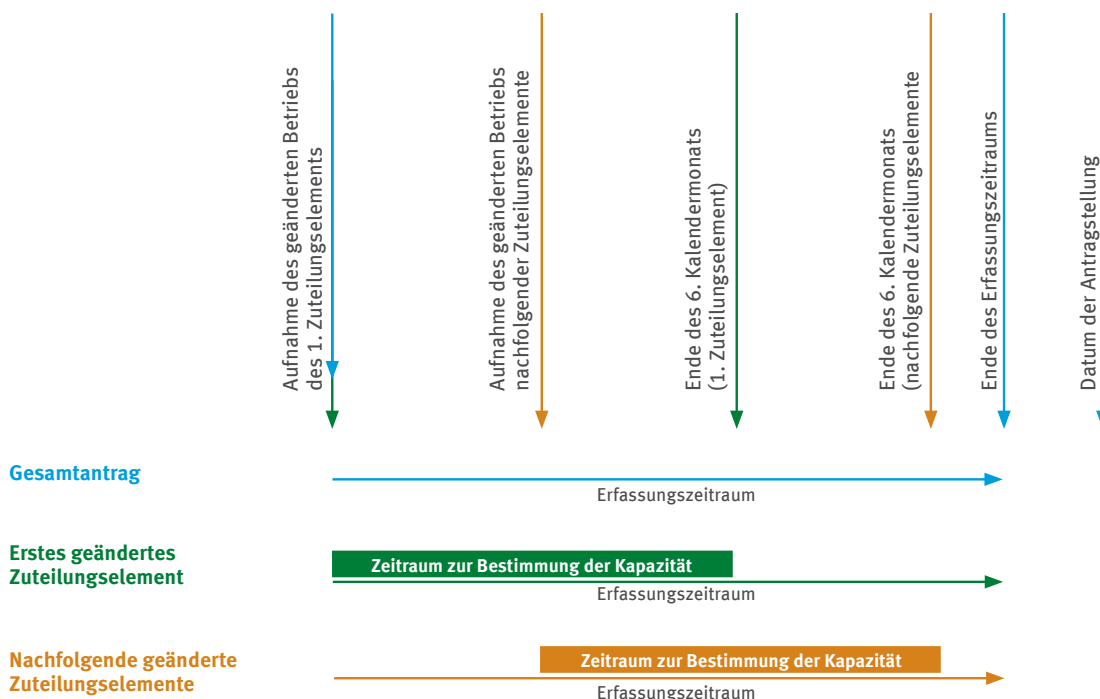 Aufnahme des geänderten Betriebs
des 1. Zuteilungselements
Aufnahme des geänderten Betriebs
nachfolgender Zuteilungselemente
Ende des 6. Kalendermonats
(1. Zuteilungselement)
Ende des 6. Kalendermonats
(nachfolgende Zuteilungselemente
Ende des Erfassungszeitraums
Datum der Antragstellung
Gesamtantrag
Erfassungszeitraum
Erstes geändertes
Zuteilungselement
Zeitraum zur Bestimmung der Kapazität
Erfassungszeitraum
Nachfolgende geänderte
Zuteilungselemente
Zeitraum zur Bestimmung der Kapazität
Erfassungszeitraum